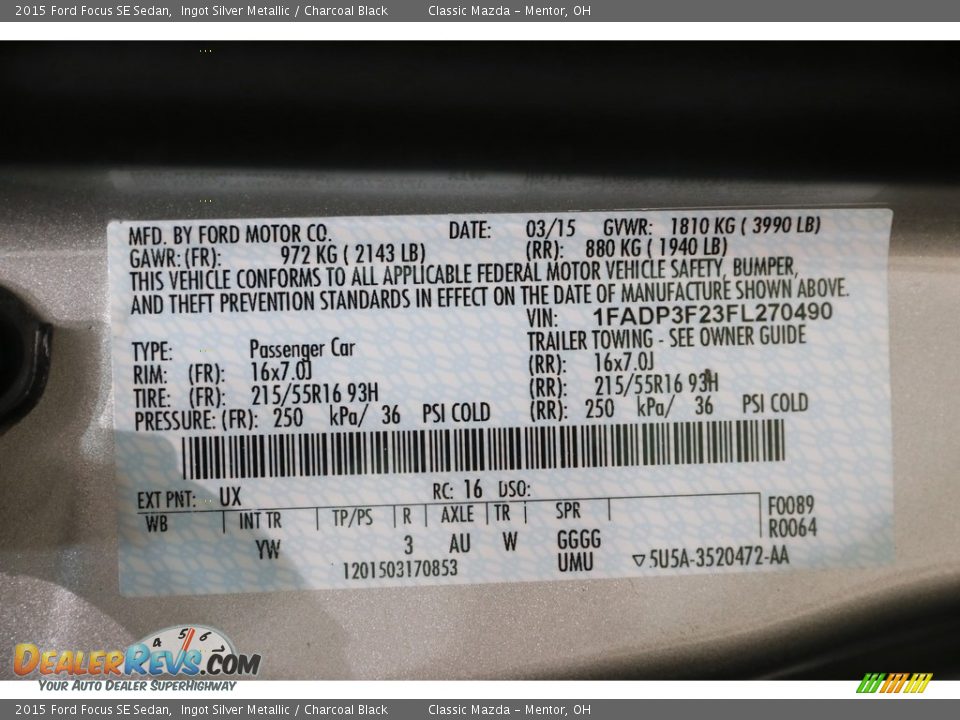 2015 Ford Focus SE Sedan, Ingot Silver Metallic / Charcoal Black Classic Mazda - Mentor, OH
MFD. BY FORD MOTOR CO. DATE: 03/15 GVWR: 1810 KG ( 3990 LB)
GAWR: (FR): 972 KG ( 2143 LB) (RR): 880 KG ( 1940 LB)
THIS VEHICLE CONFORMS TO ALL APPLICABLE FEDERAL MOTOR VEHICLE SAFETY, BUMPER,
AND THEFT PREVENTION STANDARDS IN EFFECT ON THE DATE OF MANUFACTURE SHOWN ABOVE.
VIN: 1FADP3F23FL270490
TYPE: Passenger Car TRAILER TOWING - SEE OWNER GUIDE
RIM: (FR): 16x7.0J (RR): 16x7.0J
TIRE: (FR): 215/55R16 93H (RR): 215/55R16 93H
PRESSURE: (FR): 250 kPa/ 36 PSI COLD (RR): 250 kPa/ 36 PSI COLD
EXT PNT: UX RC: 16 DSO:
WB INT TR TP/PS R AXLE TR SPR F0089
R0064
YW 3 AU W GGGG
1201503170853 UMU ▽5U5A-3520472-AA
4 5 6
DEALERREVS.COM
YOUR AUTO DEALER SUPERHIGHWAY
2015 Ford Focus SE Sedan, Ingot Silver Metallic / Charcoal Black Classic Mazda - Mentor, OH